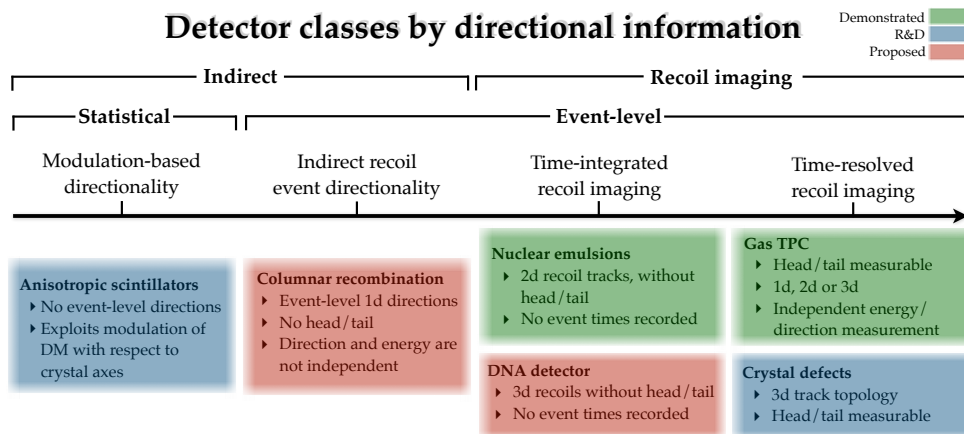 Detector classes by directional information
Demonstrated
R&D
Proposed
Indirect
Recoil imaging
Statistical
Event-level
Modulation-based
directionality
Indirect recoil
event directionality
Time-integrated
recoil imaging
Time-resolved
recoil imaging
Anisotropic scintillators
No event-level directions
Exploits modulation of
DM with respect to
crystal axes
Columnar recombination
Event-level 1d directions
No head/tail
Direction and energy are
not independent
Nuclear emulsions
2d recoil tracks, without
head/tail
No event times recorded
DNA detector
3d recoils without head/tail
No event times recorded
Gas TPC
Head/tail measurable
1d, 2d or 3d
Independent energy/
direction measurement
Crystal defects
3d track topology
Head/tail measurable